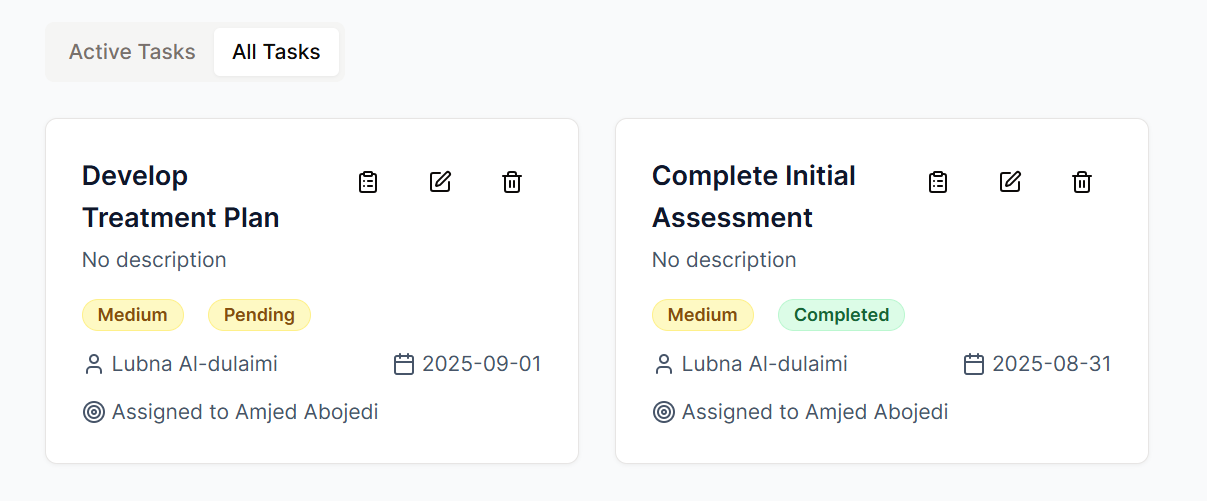 Active Tasks
All Tasks
Develop
Treatment Plan
No description
Medium
Pending
Lubna Al-dulaimi
2025-09-01
Assigned to Amjed Abojedi
Complete Initial
Assessment
No description
Medium
Completed
Lubna Al-dulaimi
2025-08-31
Assigned to Amjed Abojedi